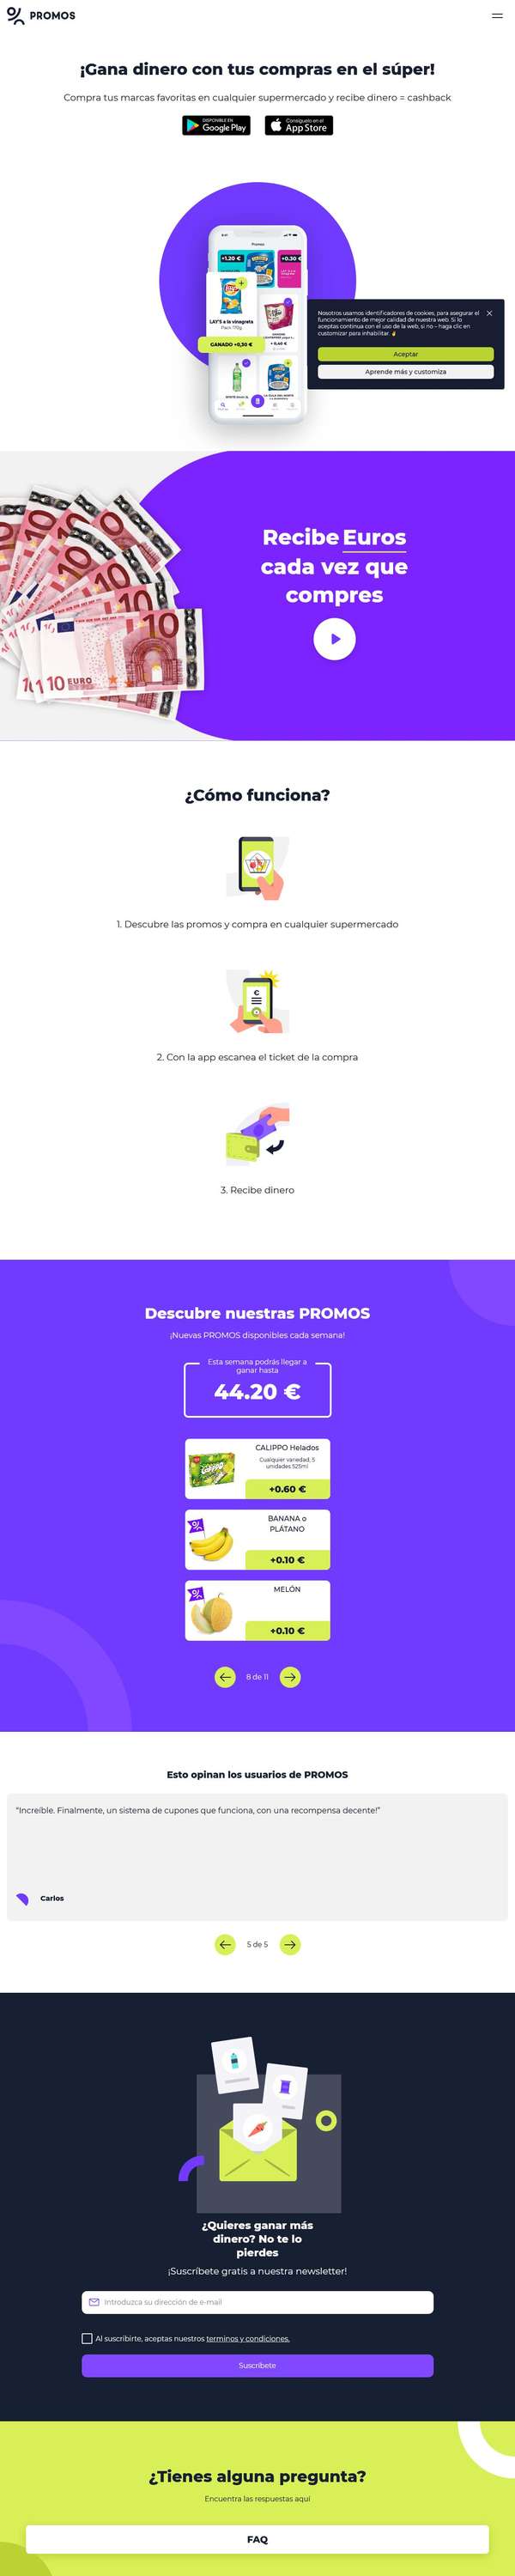 PROMOS
¡Gana dinero con tus compras en el súper!
Compra tus marcas favoritas en cualquier supermercado y recibe dinero = cashback
DISPONIBLE EN
Google Play
Consíguelo en el
App Store
Promos
+1.20 €
+0.30 €
LAY'S a la vinagreta
Pack 170g.
GANADO +0,30 €
+ 0,40 €
Nosotros usamos identificadores de cookies, para asegurar el
funcionamiento de mejor calidad de nuestra web. Si lo
aceptas continua con el uso de la web, si no – haga clic en
customizar para inhabilitar. ✌
Aceptar
Aprende más y customiza
Recibe Euros
cada vez que
compres
10 EURO
¿Cómo funciona?
1. Descubre las promos y compra en cualquier supermercado
2. Con la app escanea el ticket de la compra
3. Recibe dinero
Descubre nuestras PROMOS
¡Nuevas PROMOS disponibles cada semana!
Esta semana podrás llegar a
ganar hasta
44.20 €
CALIPPO Helados
Cualquier variedad, 5
unidades 525ml
+0.60 €
BANANA o
PLÁTANO
+0.10 €
MELÓN
+0.10 €
8 de 11
Esto opinan los usuarios de PROMOS
“Increíble. Finalmente, un sistema de cupones que funciona, con una recompensa decente!”
Carlos
5 de 5
¿Quieres ganar más
dinero? No te lo
pierdes
¡Suscríbete gratis a nuestra newsletter!
Introduzca su dirección de e-mail
Al suscribirte, aceptas nuestros terminos y condiciones.
Suscríbete
¿Tienes alguna pregunta?
Encuentra las respuestas aquí
FAQ